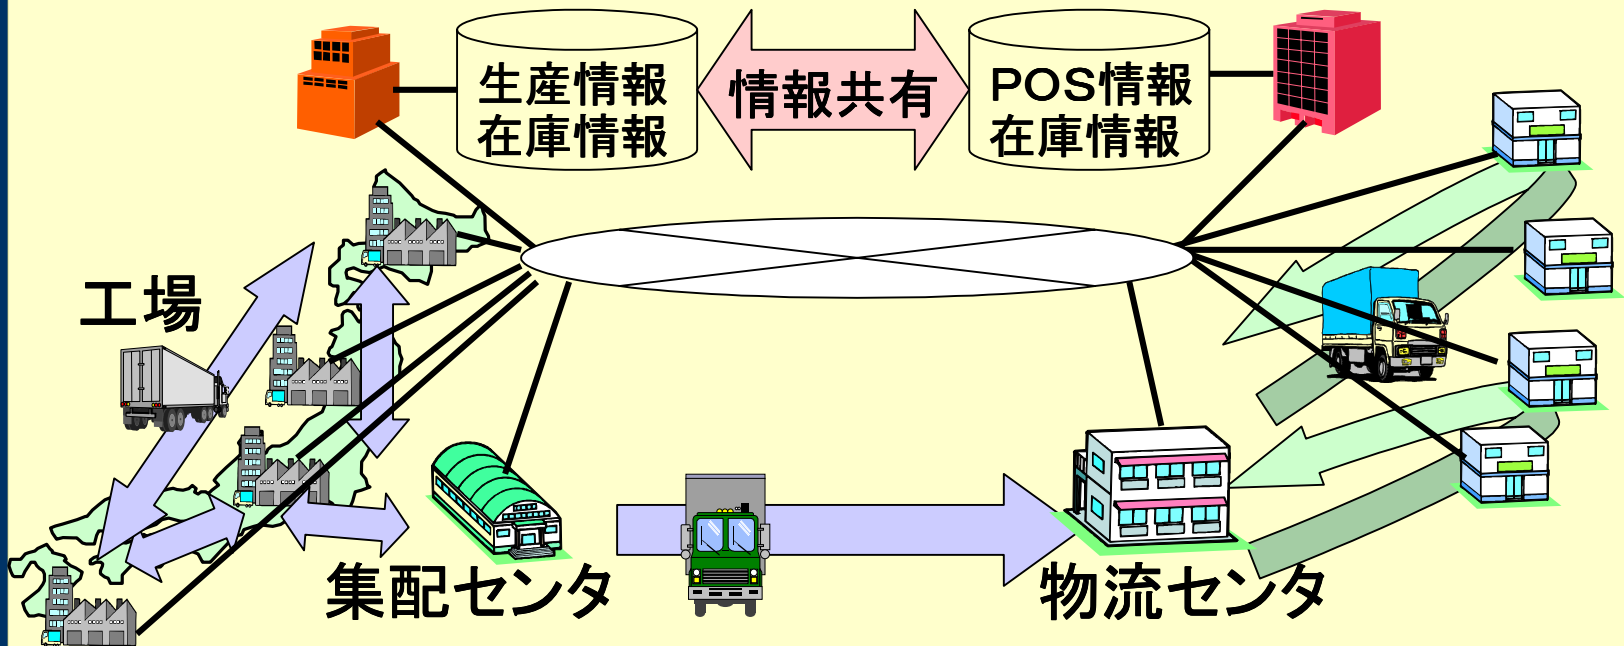 生産情報
在庫情報
情報共有
POS情報
在庫情報
工場
集配センタ
物流センタ